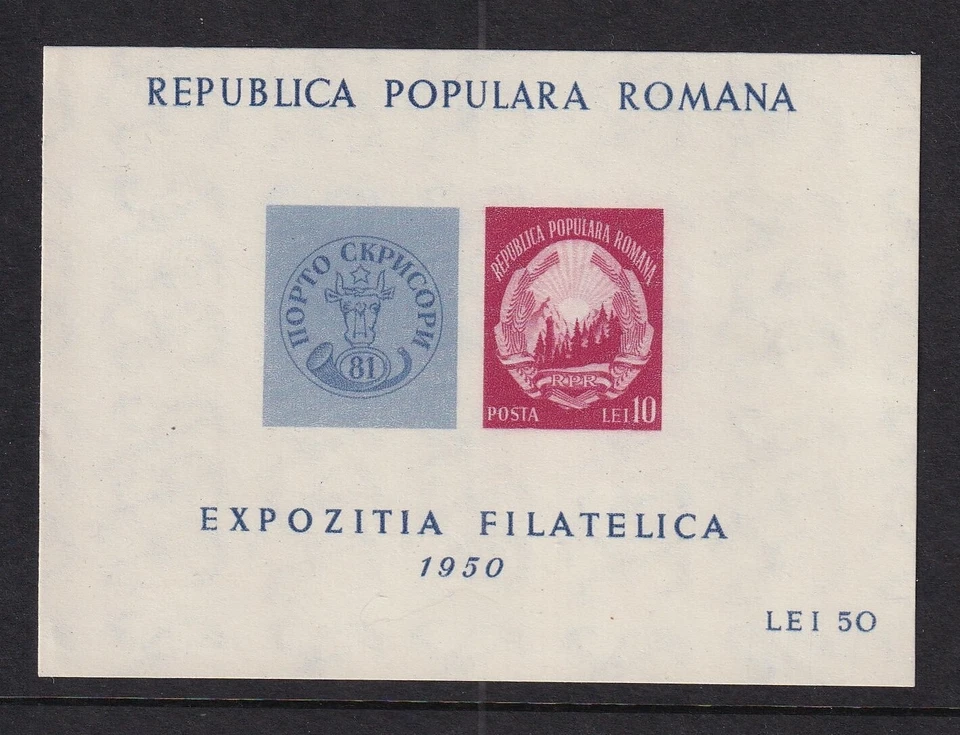 REPUBLICA POPULARA ROMANA
ПОРТО СКРИСОРИ
81
REPUBLICA POPULARA ROMANA
RPR
POSTA LEI 10
EXPOZITIA FILATELICA
1950
LEI 50